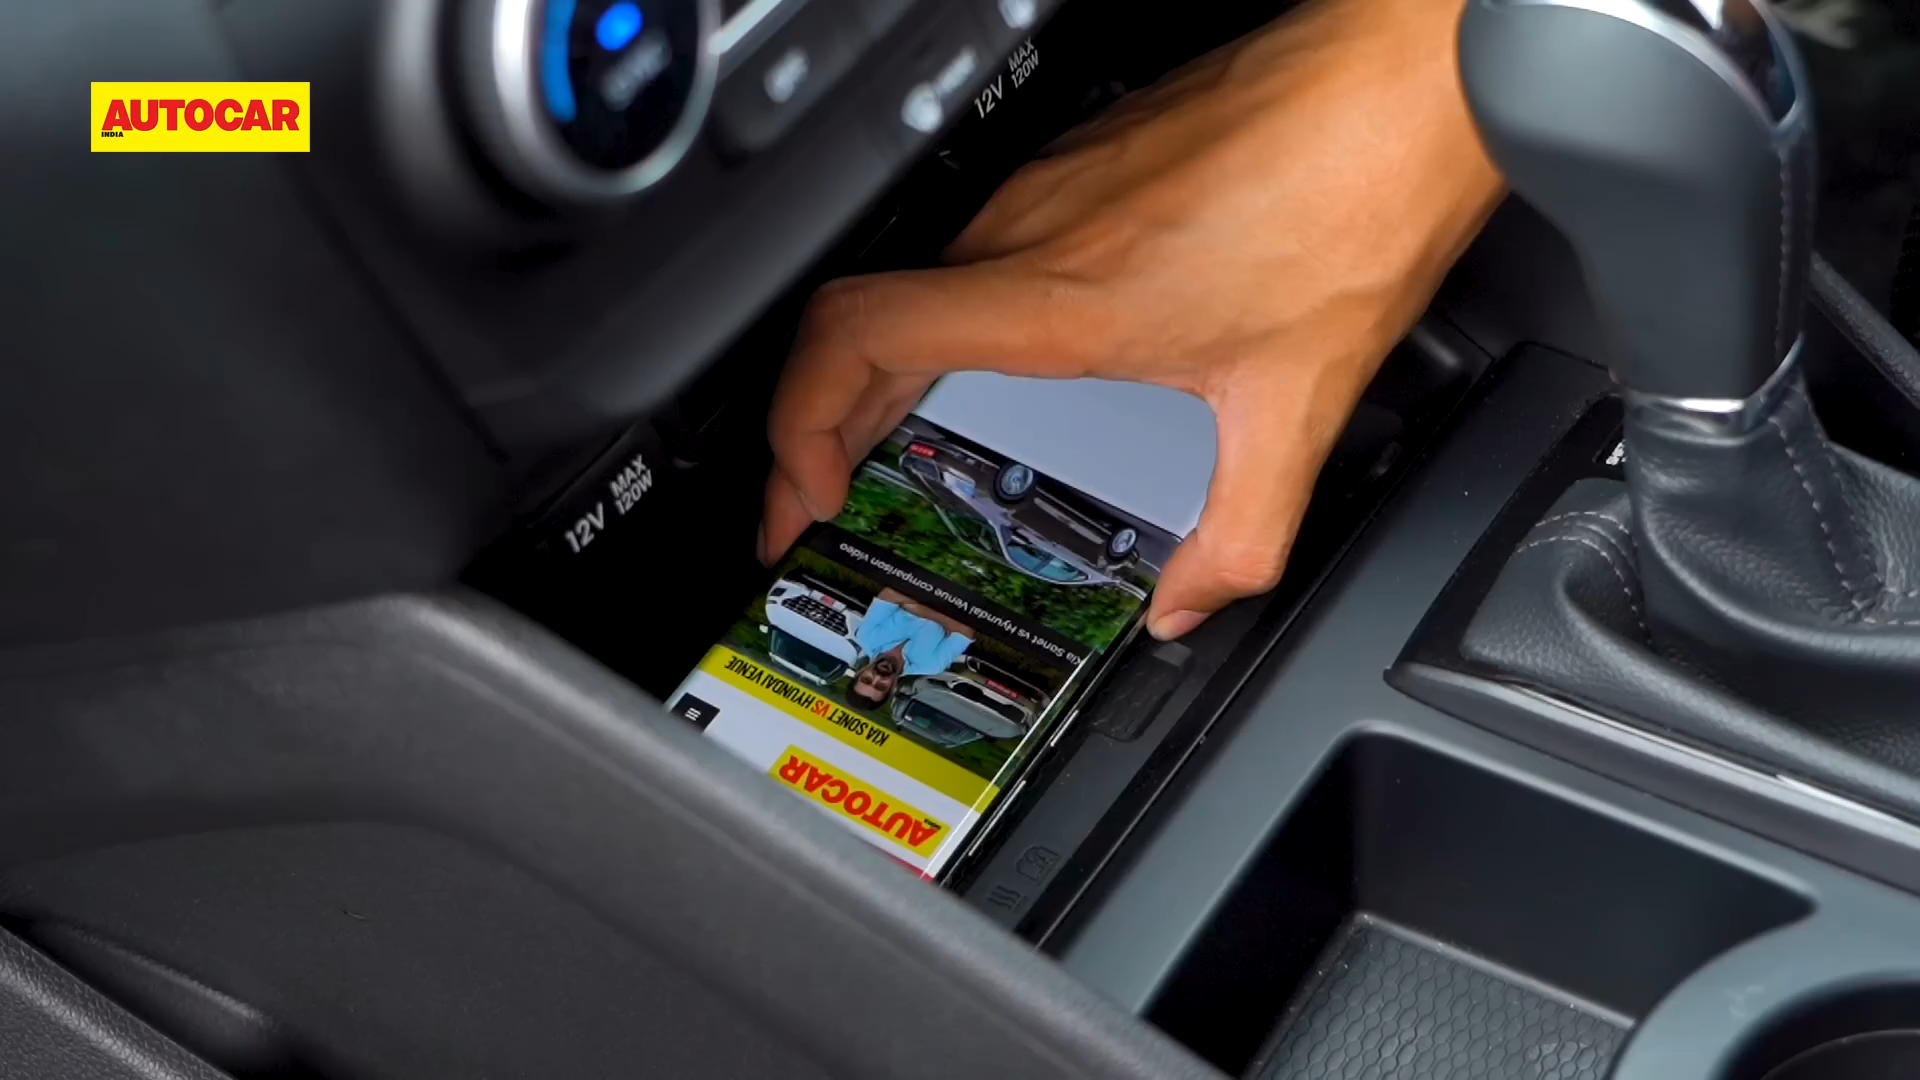 AUTOCAR
INDIA
12V MAX
120W
12V MAX
120W
Kia Sonet vs Hyundai Venue comparison video
KIA SONET VS HYUNDAI VENUE
AUTOCAR
INDIA